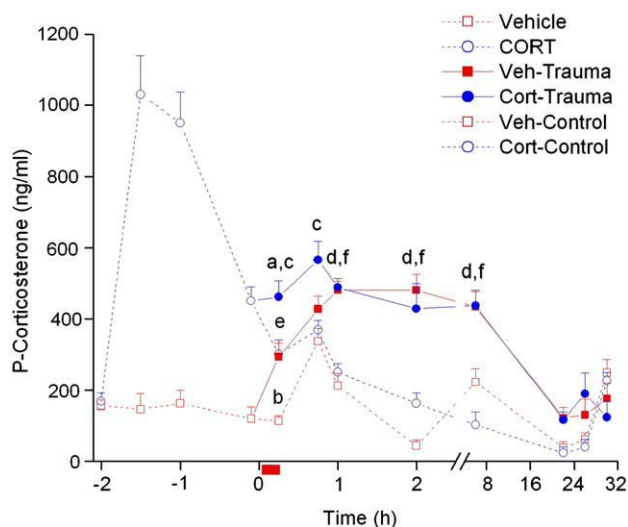 Vehicle
CORT
Veh-Trauma
Cort-Trauma
Veh-Control
Cort-Control
P-Corticosterone (ng/ml)
1200
1000
800
600
400
200
0
c
a,c
d,f
d,f
d,f
e
b
-2
-1
0
1
2
8
16
24
32
Time (h)